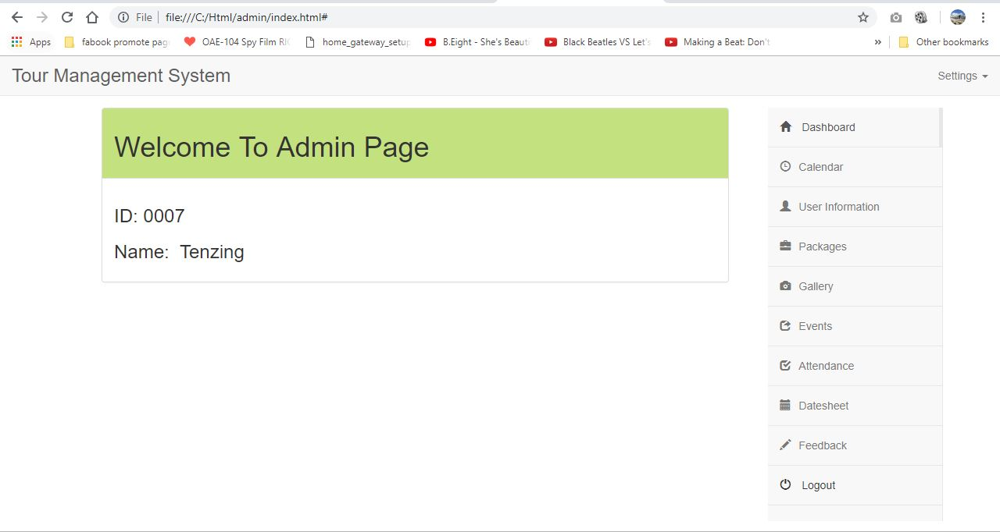 File file:///C:/Html/admin/index.html#
Apps fabook promote pag OAE-104 Spy Film RIG home_gateway_setup B.Eight - She's Beauti Black Beatles VS Let's Making a Beat: Don't » Other bookmarks
Tour Management System Settings
Welcome To Admin Page
ID: 0007
Name: Tenzing
Dashboard
Calendar
User Information
Packages
Gallery
Events
Attendance
Datesheet
Feedback
Logout